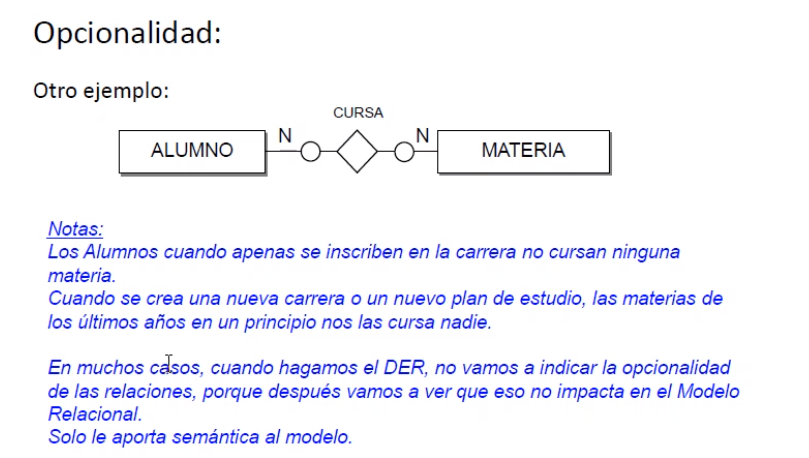 Opcionalidad:
Otro ejemplo:
CURSA
ALUMNO N N MATERIA
Notas:
Los Alumnos cuando apenas se inscriben en la carrera no cursan ninguna
materia.
Cuando se crea una nueva carrera o un nuevo plan de estudio, las materias de
los últimos años en un principio nos las cursa nadie.
En muchos casos, cuando hagamos el DER, no vamos a indicar la opcionalidad
de las relaciones, porque después vamos a ver que eso no impacta en el Modelo
Relacional.
Solo le aporta semántica al modelo.